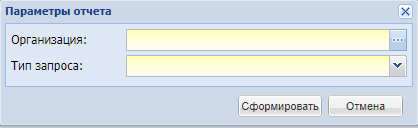 Параметры отчета
Организация:
Тип запроса:
Сформировать Отмена